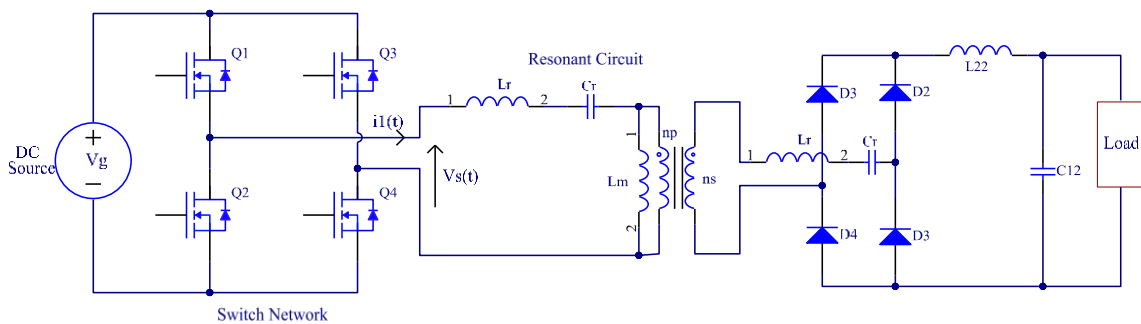 Q1
Q3
Resonant Circuit
Lr
Cr
1
2
L22
D3
D2
i1(t)
1
np
Lr
DC
Source
+
Vg
Vs(t)
1
2
Cr
Load
Lm
ns
C12
Q2
Q4
2
D4
D3
Switch Network